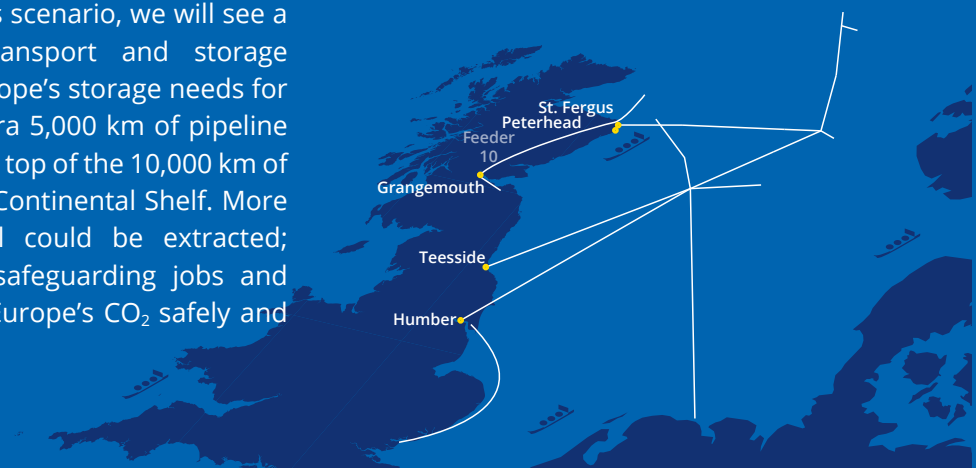 s scenario, we will see a
ansport and storage
ope's storage needs for
ra 5,000 km of pipeline
top of the 10,000 km of
Continental Shelf. More
l could be extracted;
safeguarding jobs and
Europe's CO₂ safely and
St. Fergus
Peterhead
Feeder
10
Grangemouth
Teesside
Humber